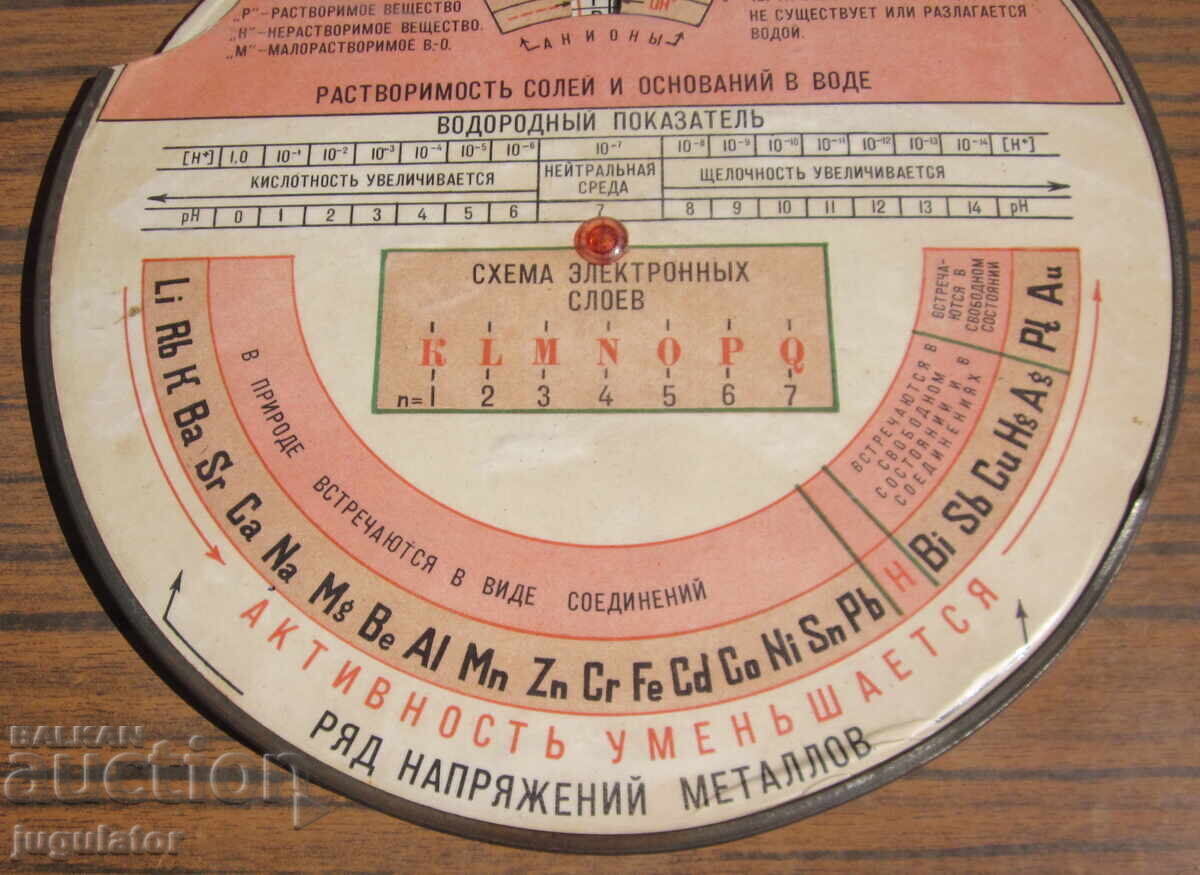 „Р"-РАСТВОРИМОЕ ВЕЩЕСТВО
„Н"-НЕРАСТВОРИМОЕ ВЕЩЕСТВО.
„М"-МАЛОРАСТВОРИМОЕ В-О.
OH⁻
АНИОНЫ
НЕ СУЩЕСТВУЕТ ИЛИ РАЗЛАГАЕТСЯ
ВОДОЙ.
РАСТВОРИМОСТЬ СОЛЕЙ И ОСНОВАНИЙ В ВОДЕ
ВОДОРОДНЫЙ ПОКАЗАТЕЛЬ
[H⁺] 1,0 10⁻¹ 10⁻² 10⁻³ 10⁻⁴ 10⁻⁵ 10⁻⁶ 10⁻⁷ 10⁻⁸ 10⁻⁹ 10⁻¹⁰ 10⁻¹¹ 10⁻¹² 10⁻¹³ 10⁻¹⁴ [H⁺]
КИСЛОТНОСТЬ УВЕЛИЧИВАЕТСЯ
НЕЙТРАЛЬНАЯ
СРЕДА
ЩЕЛОЧНОСТЬ УВЕЛИЧИВАЕТСЯ
pH 0 1 2 3 4 5 6 7 8 9 10 11 12 13 14 pH
СХЕМА ЭЛЕКТРОННЫХ
СЛОЕВ
K L M N O P Q
n=1 2 3 4 5 6 7
В ПРИРОДЕ ВСТРЕЧАЮТСЯ В ВИДЕ СОЕДИНЕНИЙ
ВСТРЕЧАЮТСЯ В
СВОБОДНОМ
СОСТОЯНИИ И В
СОЕДИНЕНИЯХ
ВСТРЕЧА-
ЮТСЯ В
СВОБОДНОМ
СОСТОЯНИИ
Li Rb K Ba Sr Ca Na Mg Be Al Mn Zn Cr Fe Cd Co Ni Sn Pb H Bi Sb Cu Hg Ag Pt Au
АКТИВНОСТЬ УМЕНЬШАЕТСЯ
РЯД НАПРЯЖЕНИЙ МЕТАЛЛОВ
BALKAN
auction
jugulator